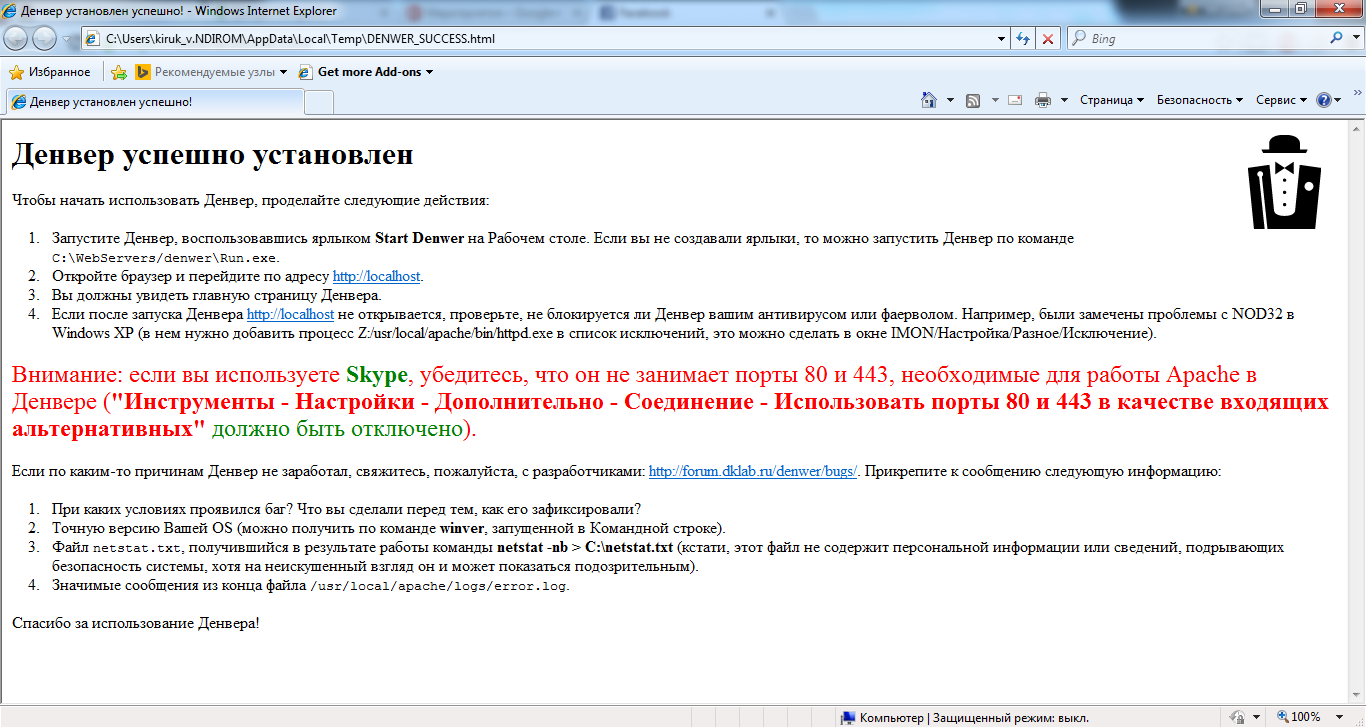 Денвер установлен успешно! - Windows Internet Explorer
C:\Users\kiruk_v.NDIROM\AppData\Local\Temp\DENWER_SUCCESS.html
Bing
Избранное
Рекомендуемые узлы
Get more Add-ons
Денвер установлен успешно!
Страница
Безопасность
Сервис
Денвер успешно установлен
Чтобы начать использовать Денвер, проделайте следующие действия:
1. Запустите Денвер, воспользовавшись ярлыком Start Denwer на Рабочем столе. Если вы не создавали ярлыки, то можно запустить Денвер по команде
C:\WebServers/denwer\Run.exe.
2. Откройте браузер и перейдите по адресу http://localhost.
3. Вы должны увидеть главную страницу Денвера.
4. Если после запуска Денвера http://localhost не открывается, проверьте, не блокируется ли Денвер вашим антивирусом или фаерволом. Например, были замечены проблемы с NOD32 в
Windows XP (в нем нужно добавить процесс Z:/usr/local/apache/bin/httpd.exe в список исключений, это можно сделать в окне IMON/Настройка/Разное/Исключение).
Внимание: если вы используете Skype, убедитесь, что он не занимает порты 80 и 443, необходимые для работы Apache в
Денвере ("Инструменты - Настройки - Дополнительно - Соединение - Использовать порты 80 и 443 в качестве входящих
альтернативных" должно быть отключено).
Если по каким-то причинам Денвер не заработал, свяжитесь, пожалуйста, с разработчиками: http://forum.dklab.ru/denwer/bugs/. Прикрепите к сообщению следующую информацию:
1. При каких условиях проявился баг? Что вы сделали перед тем, как его зафиксировали?
2. Точную версию Вашей OS (можно получить по команде winver, запущенной в Командной строке).
3. Файл netstat.txt, получившийся в результате работы команды netstat -nb > C:\netstat.txt (кстати, этот файл не содержит персональной информации или сведений, подрывающих
безопасность системы, хотя на неискушенный взгляд он и может показаться подозрительным).
4. Значимые сообщения из конца файла /usr/local/apache/logs/error.log.
Спасибо за использование Денвера!
Компьютер | Защищенный режим: выкл.
100%